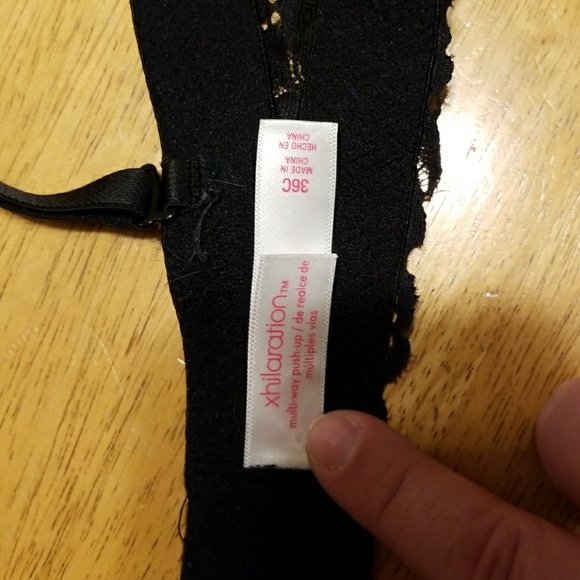 36C
MADE IN
CHINA
HECHO EN
CHINA
xhilaration™
multi-way push-up / de realce de
múltiples vías